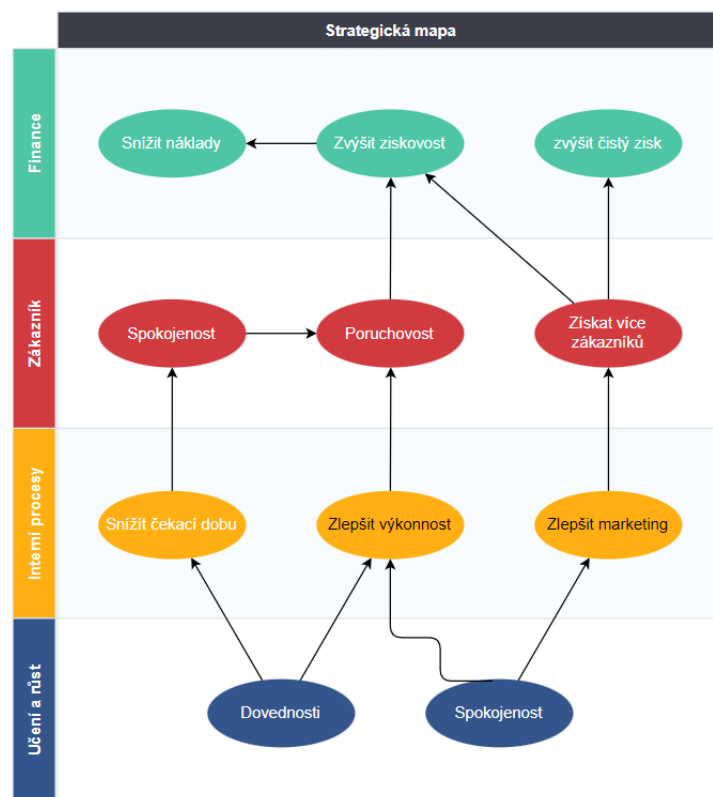 Strategická mapa
Finance
Snížit náklady
Zvýšit ziskovost
zvýšit čistý zisk
Zákazník
Spokojenost
Poruchovost
Získat více
zákazníků
Interní procesy
Snížít čekací dobu
Zlepšit výkonnost
Zlepšit marketing
Učení a růst
Dovednosti
Spokojenost